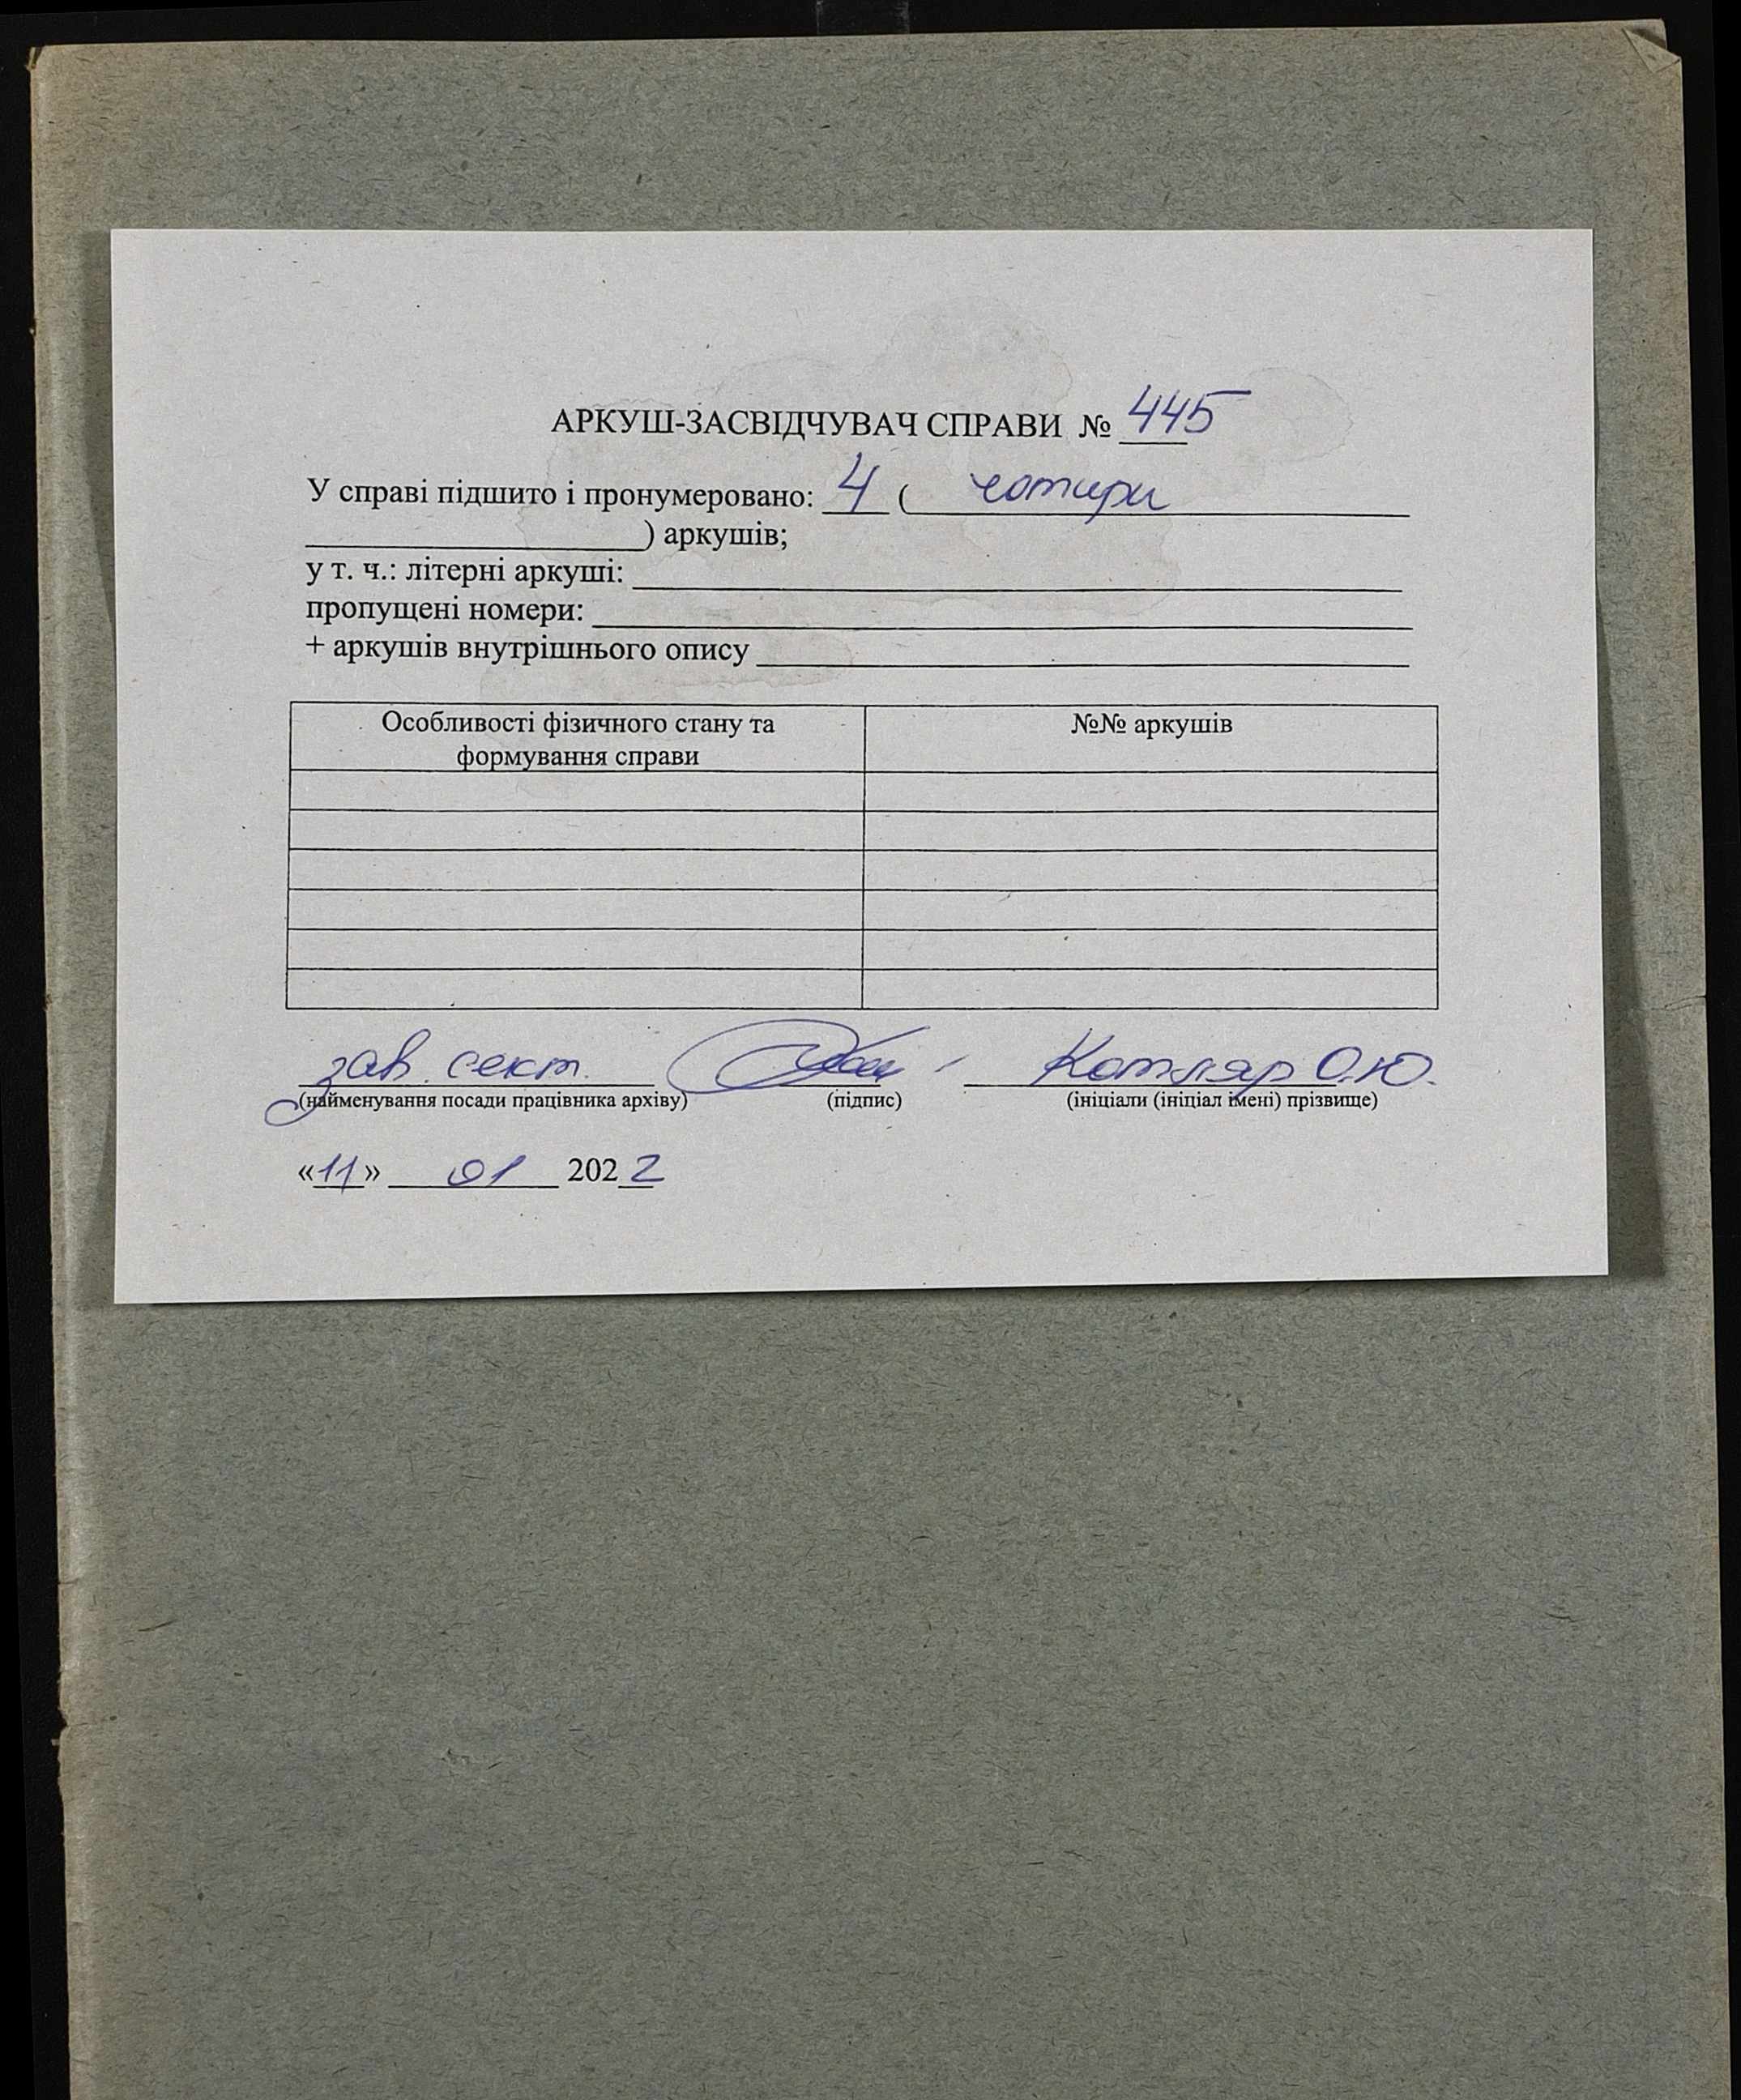 АРКУШ-ЗАСВІДЧУВАЧ СПРАВИ № 445
У справі підшито і пронумеровано: 4 ( чотири
) аркушів;
у т. ч.: літерні аркуші:
пропущені номери:
+ аркушів внутрішнього опису
Особливості фізичного стану та
формування справи
№№ аркушів
зав. сект. Котляр О.Ю.
(найменування посади працівника архіву) (підпис) (ініціали (ініціал імені) прізвище)
«11» 01 2022